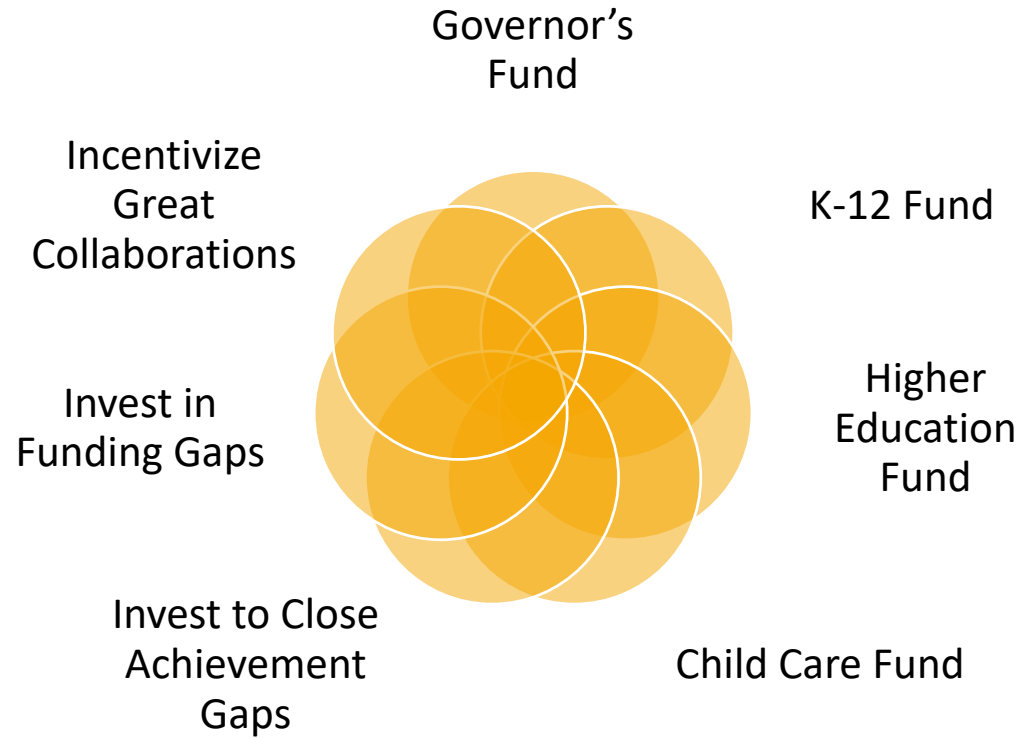 Governor’s
Fund
K-12 Fund
Higher
Education
Fund
Child Care Fund
Invest to Close
Achievement
Gaps
Invest in
Funding Gaps
Incentivize
Great
Collaborations